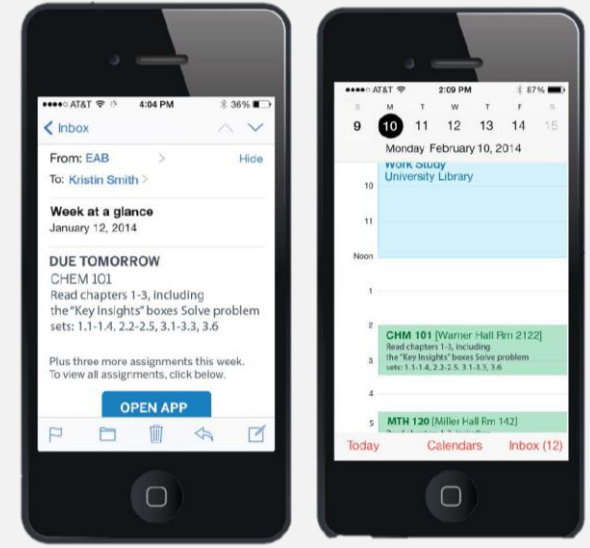 AT&T 4:04 PM 36%
Inbox
From: EAB Hide
To: Kristin Smith
Week at a glance
January 12, 2014
DUE TOMORROW
CHEM 101
Read chapters 1-3, including
the "Key Insights" boxes Solve problem
sets: 1.1-1.4, 2.2-2.5, 3.1-3.3, 3.6
Plus three more assignments this week.
To view all assignments, click below.
OPEN APP
AT&T 2:09 PM 87%
S M T W T F S
9 10 11 12 13 14 15
Monday February 10, 2014
Work Study
10 University Library
11
Noon
1
2
CHM 101 [Warner Hall Rm 2122]
Read chapters 1-3, including
3 the "Key Insights" boxes Solve problem
sets: 1.1-1.4, 2.2-2.5, 3.1-3.3, 3.6
4
5 MTH 120 [Miller Hall Rm 142]
Today Calendars Inbox (12)